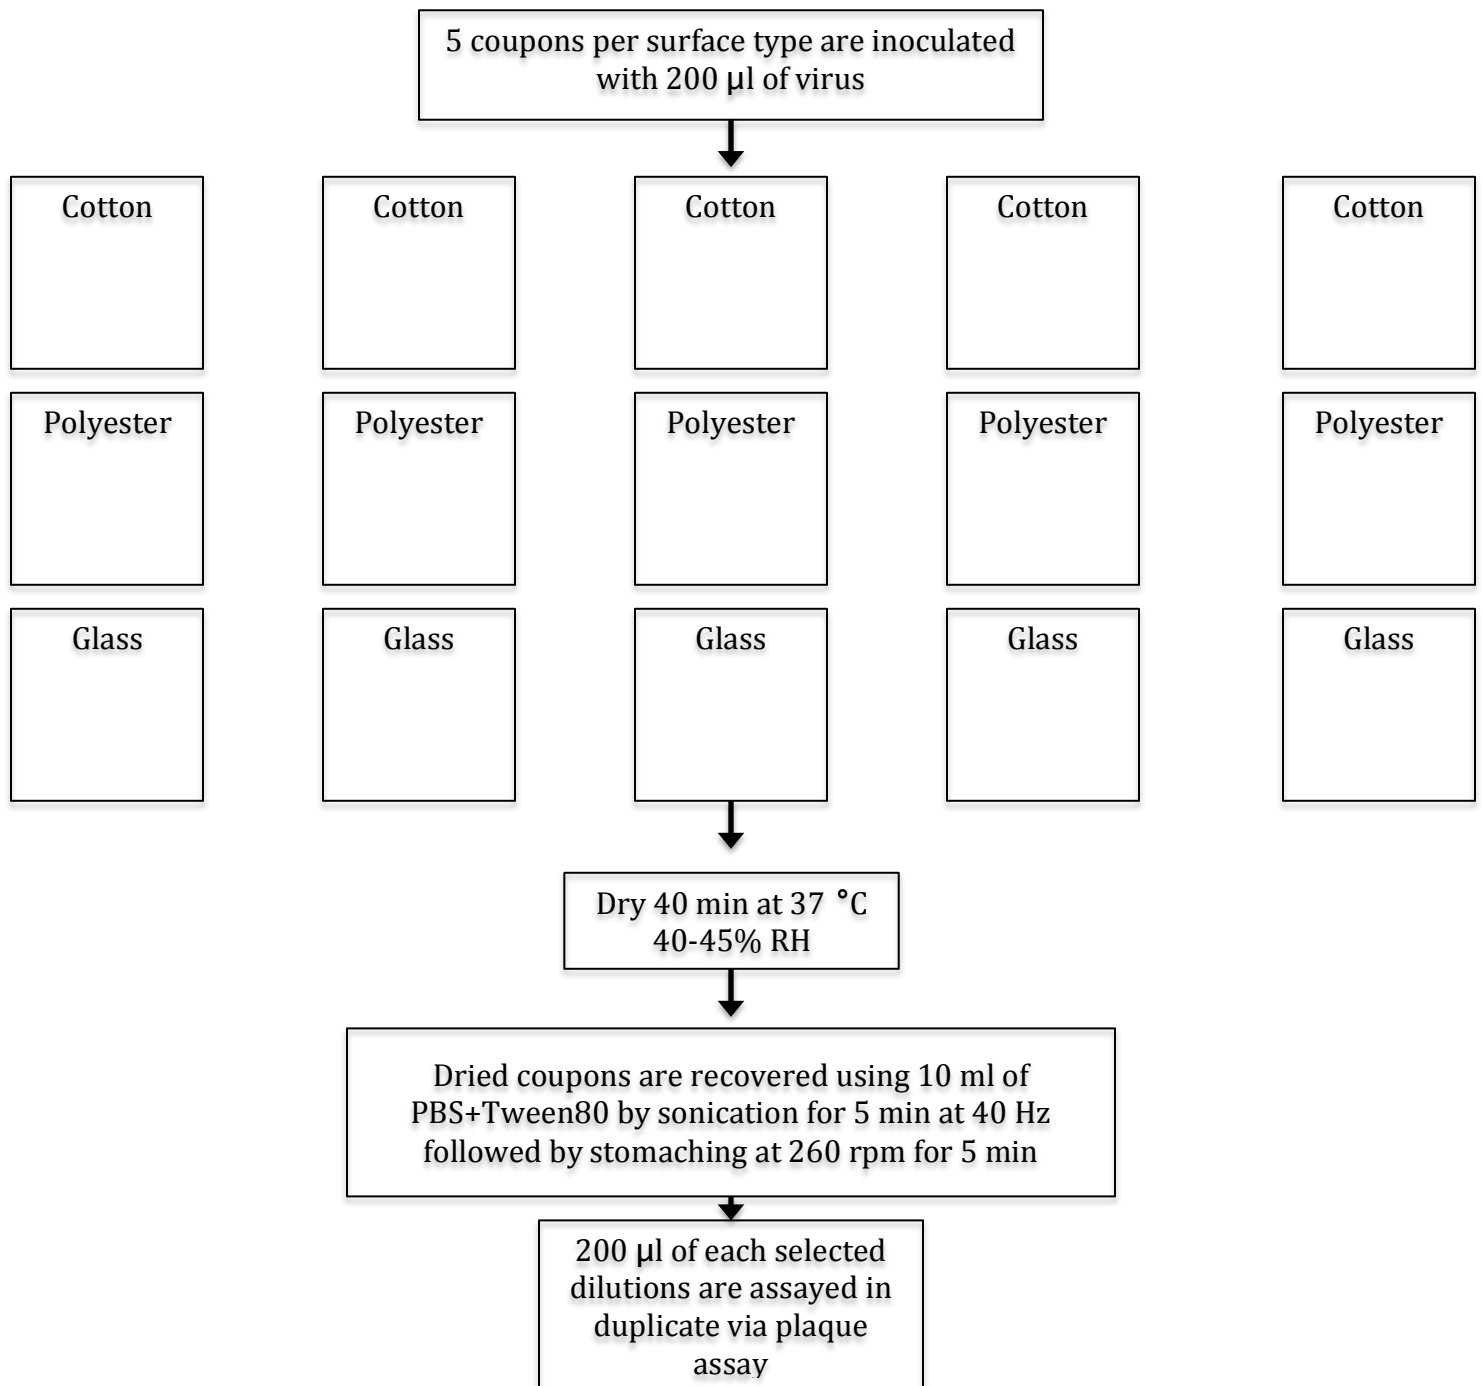 5 coupons per surface type are inoculated
with 200 µl of virus
Cotton
Cotton
Cotton
Cotton
Cotton
Polyester
Polyester
Polyester
Polyester
Polyester
Glass
Glass
Glass
Glass
Glass
Dry 40 min at 37 °C
40-45% RH
Dried coupons are recovered using 10 ml of
PBS+Tween80 by sonication for 5 min at 40 Hz
followed by stomaching at 260 rpm for 5 min
200 µl of each selected
dilutions are assayed in
duplicate via plaque
assay